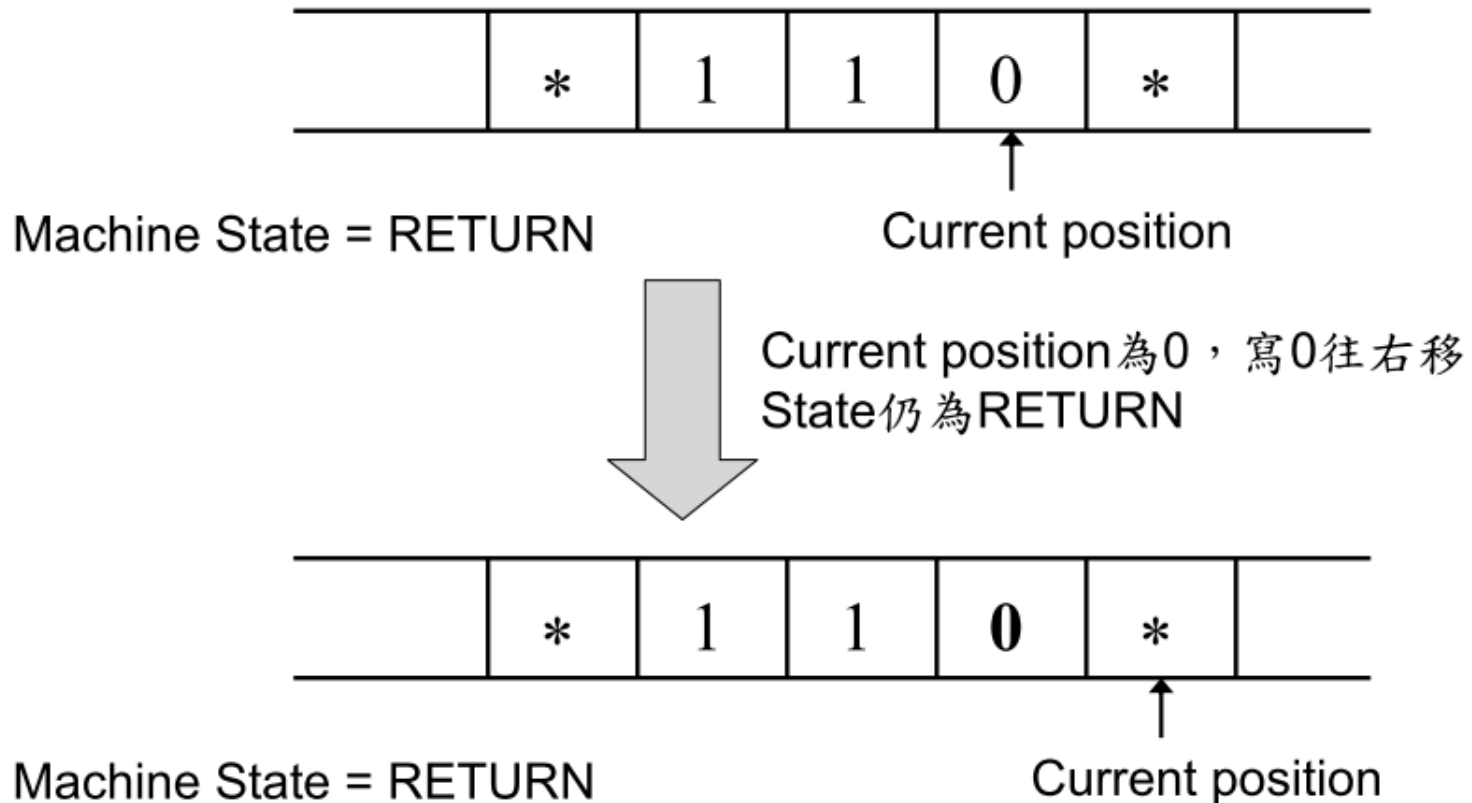 * 1 1 0 *
Machine State = RETURN
Current position
Current position為0，寫0往右移
State仍為RETURN
* 1 1 0 *
Machine State = RETURN
Current position